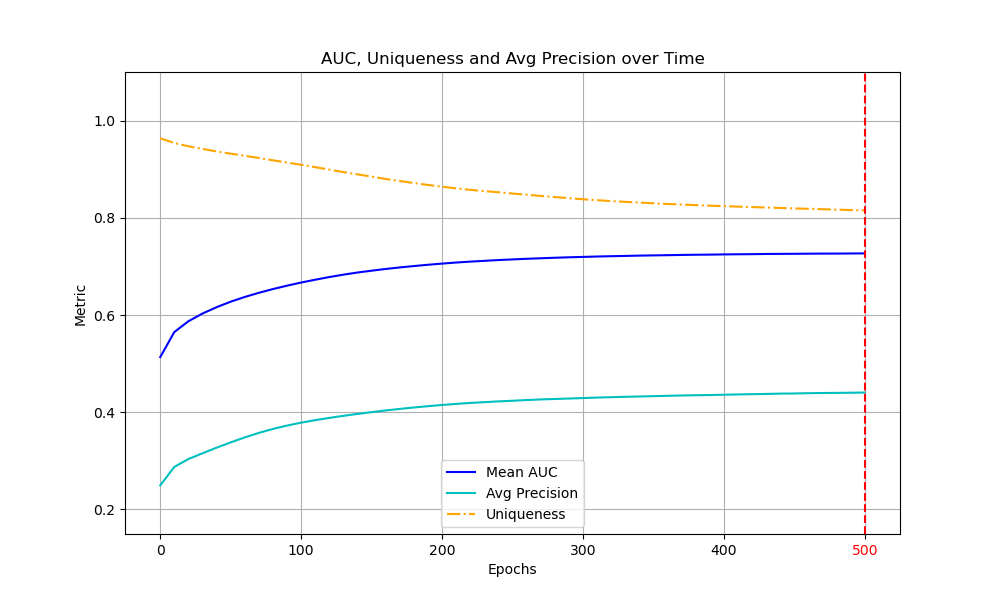 AUC, Uniqueness and Avg Precision over Time
1.0
0.8
0.6
0.4
0.2
Metric
Mean AUC
Avg Precision
Uniqueness
0 100 200 300 400 500
Epochs